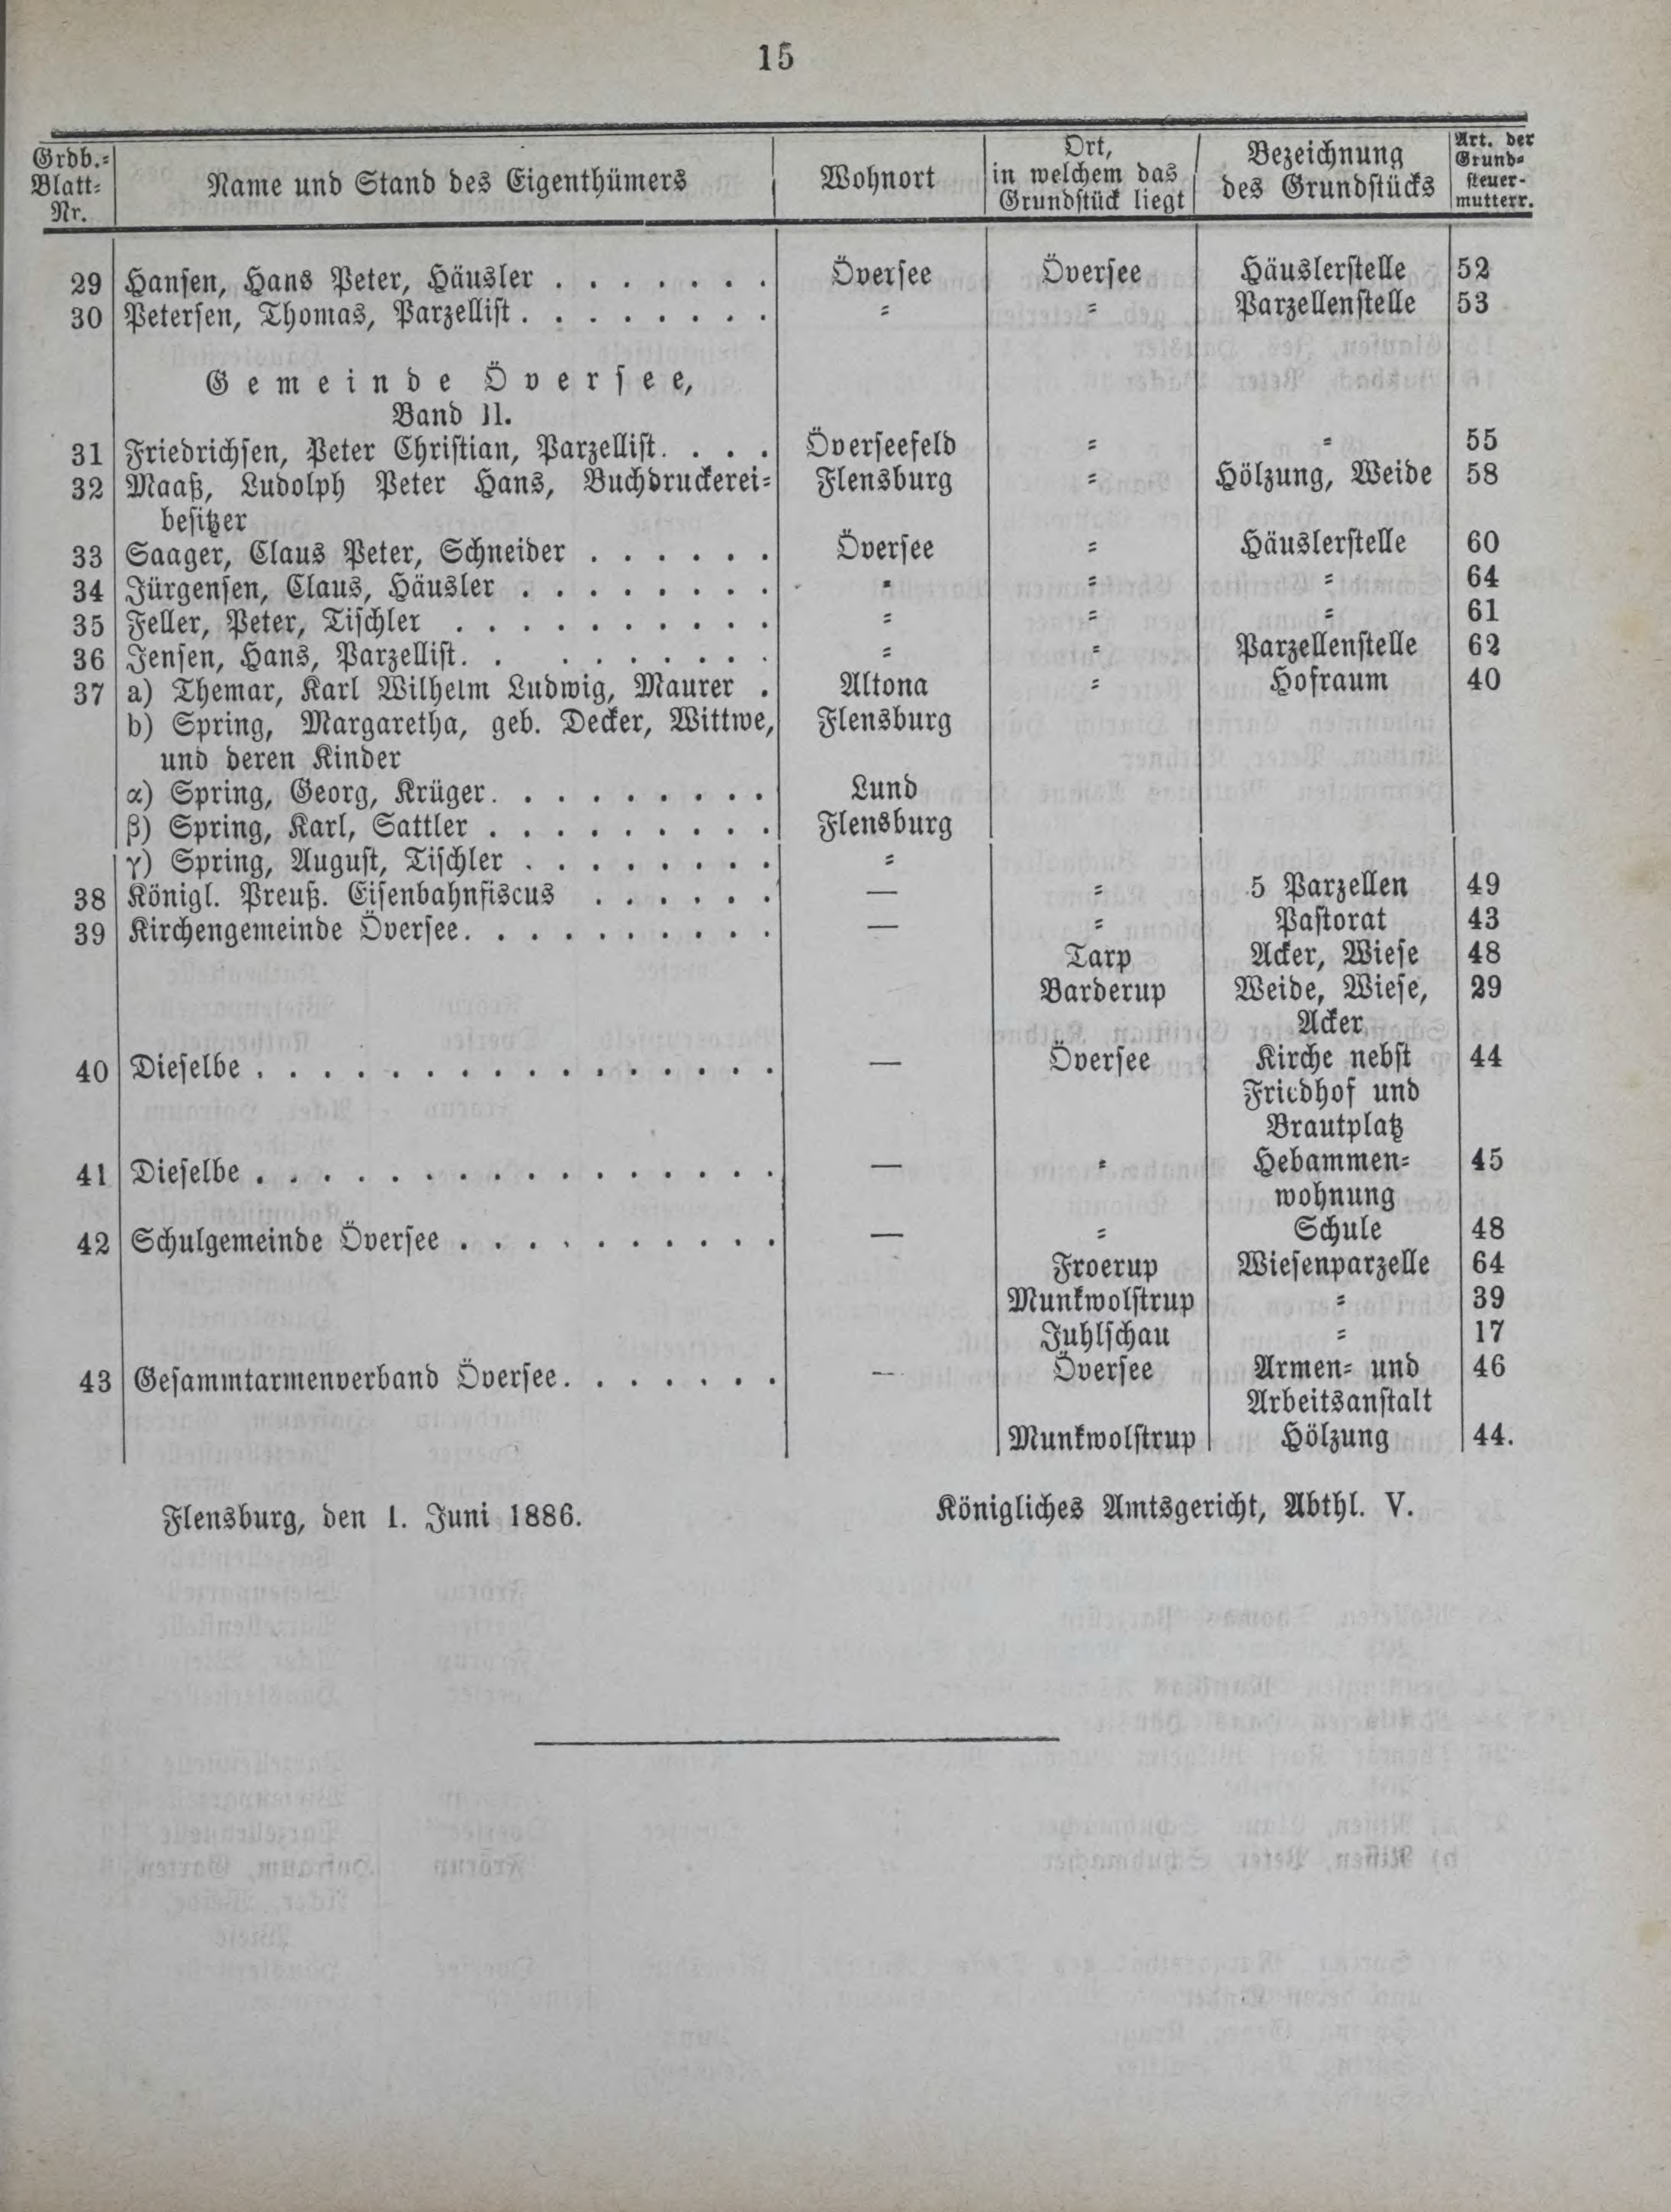 15
Grdb.=
Blatt=
Nr.
Name und Stand des Eigenthümers
Wohnort
Ort,
in welchem das
Grundstück liegt
Bezeichnung
des Grundstücks
Art. der
Grund=
steuer-
mutterr.
29 Hansen, Hans Peter, Häusler . . . . . . . Översee Översee Häuslerstelle 52
30 Petersen, Thomas, Parzellist . . . . . . . . = = Parzellenstelle 53
Gemeinde Översee,
Band II.
31 Friedrichsen, Peter Christian, Parzellist. . . . Överseefeld = = 55
32 Maaß, Ludolph Peter Hans, Buchdruckerei= Flensburg = Hölzung, Weide 58
besitzer
33 Saager, Claus Peter, Schneider . . . . . . Översee = Häuslerstelle 60
34 Jürgensen, Claus, Häusler . . . . . . . . = = = 64
35 Feller, Peter, Tischler . . . . . . . . . . = = = 61
36 Jensen, Hans, Parzellist. . . . . . . . . = = Parzellenstelle 62
37 a) Themar, Karl Wilhelm Ludwig, Maurer . Altona = Hofraum 40
b) Spring, Margaretha, geb. Decker, Wittwe, Flensburg
und deren Kinder
α) Spring, Georg, Krüger. . . . . . . . . Lund
β) Spring, Karl, Sattler . . . . . . . . . Flensburg
γ) Spring, August, Tischler . . . . . . . . =
38 Königl. Preuß. Eisenbahnfiscus . . . . . . — = 5 Parzellen 49
39 Kirchengemeinde Översee. . . . . . . . . . — = Pastorat 43
Tarp Acker, Wiese 48
Barderup Weide, Wiese, 29
Acker
40 Dieselbe . . . . . . . . . . . . . . . . — Översee Kirche nebst 44
Friedhof und
Brautplatz
41 Dieselbe . . . . . . . . . . . . . . . . — = Hebammen= 45
wohnung
42 Schulgemeinde Översee . . . . . . . . . . — = Schule 48
Froerup Wiesenparzelle 64
Munkwolstrup = 39
Juhlschau = 17
43 Gesammtarmenverband Översee. . . . . . . — Översee Armen= und 46
Arbeitsanstalt
Munkwolstrup Hölzung 44.
Flensburg, den 1. Juni 1886. Königliches Amtsgericht, Abthl. V.